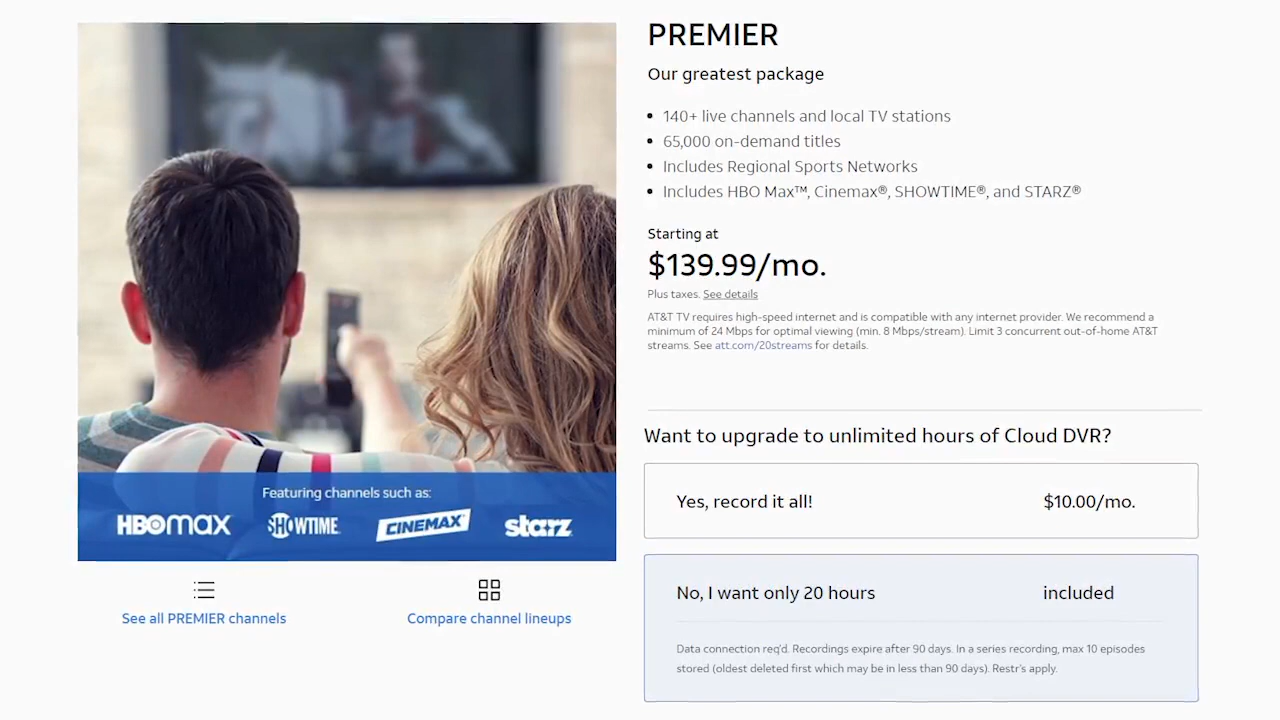 PREMIER
Our greatest package
• 140+ live channels and local TV stations
• 65,000 on-demand titles
• Includes Regional Sports Networks
• Includes HBO Max™, Cinemax®, SHOWTIME®, and STARZ®
Starting at
$139.99/mo.
Plus taxes. See details
AT&T TV requires high-speed internet and is compatible with any internet provider. We recommend a
minimum of 24 Mbps for optimal viewing (min. 8 Mbps/stream). Limit 3 concurrent out-of-home AT&T
streams. See att.com/20streams for details.
Featuring channels such as:
HBOMAX SHOWTIME CINEMAX starz
See all PREMIER channels
Compare channel lineups
Want to upgrade to unlimited hours of Cloud DVR?
Yes, record it all! $10.00/mo.
No, I want only 20 hours included
Data connection req'd. Recordings expire after 90 days. In a series recording, max 10 episodes
stored (oldest deleted first which may be in less than 90 days). Restr's apply.